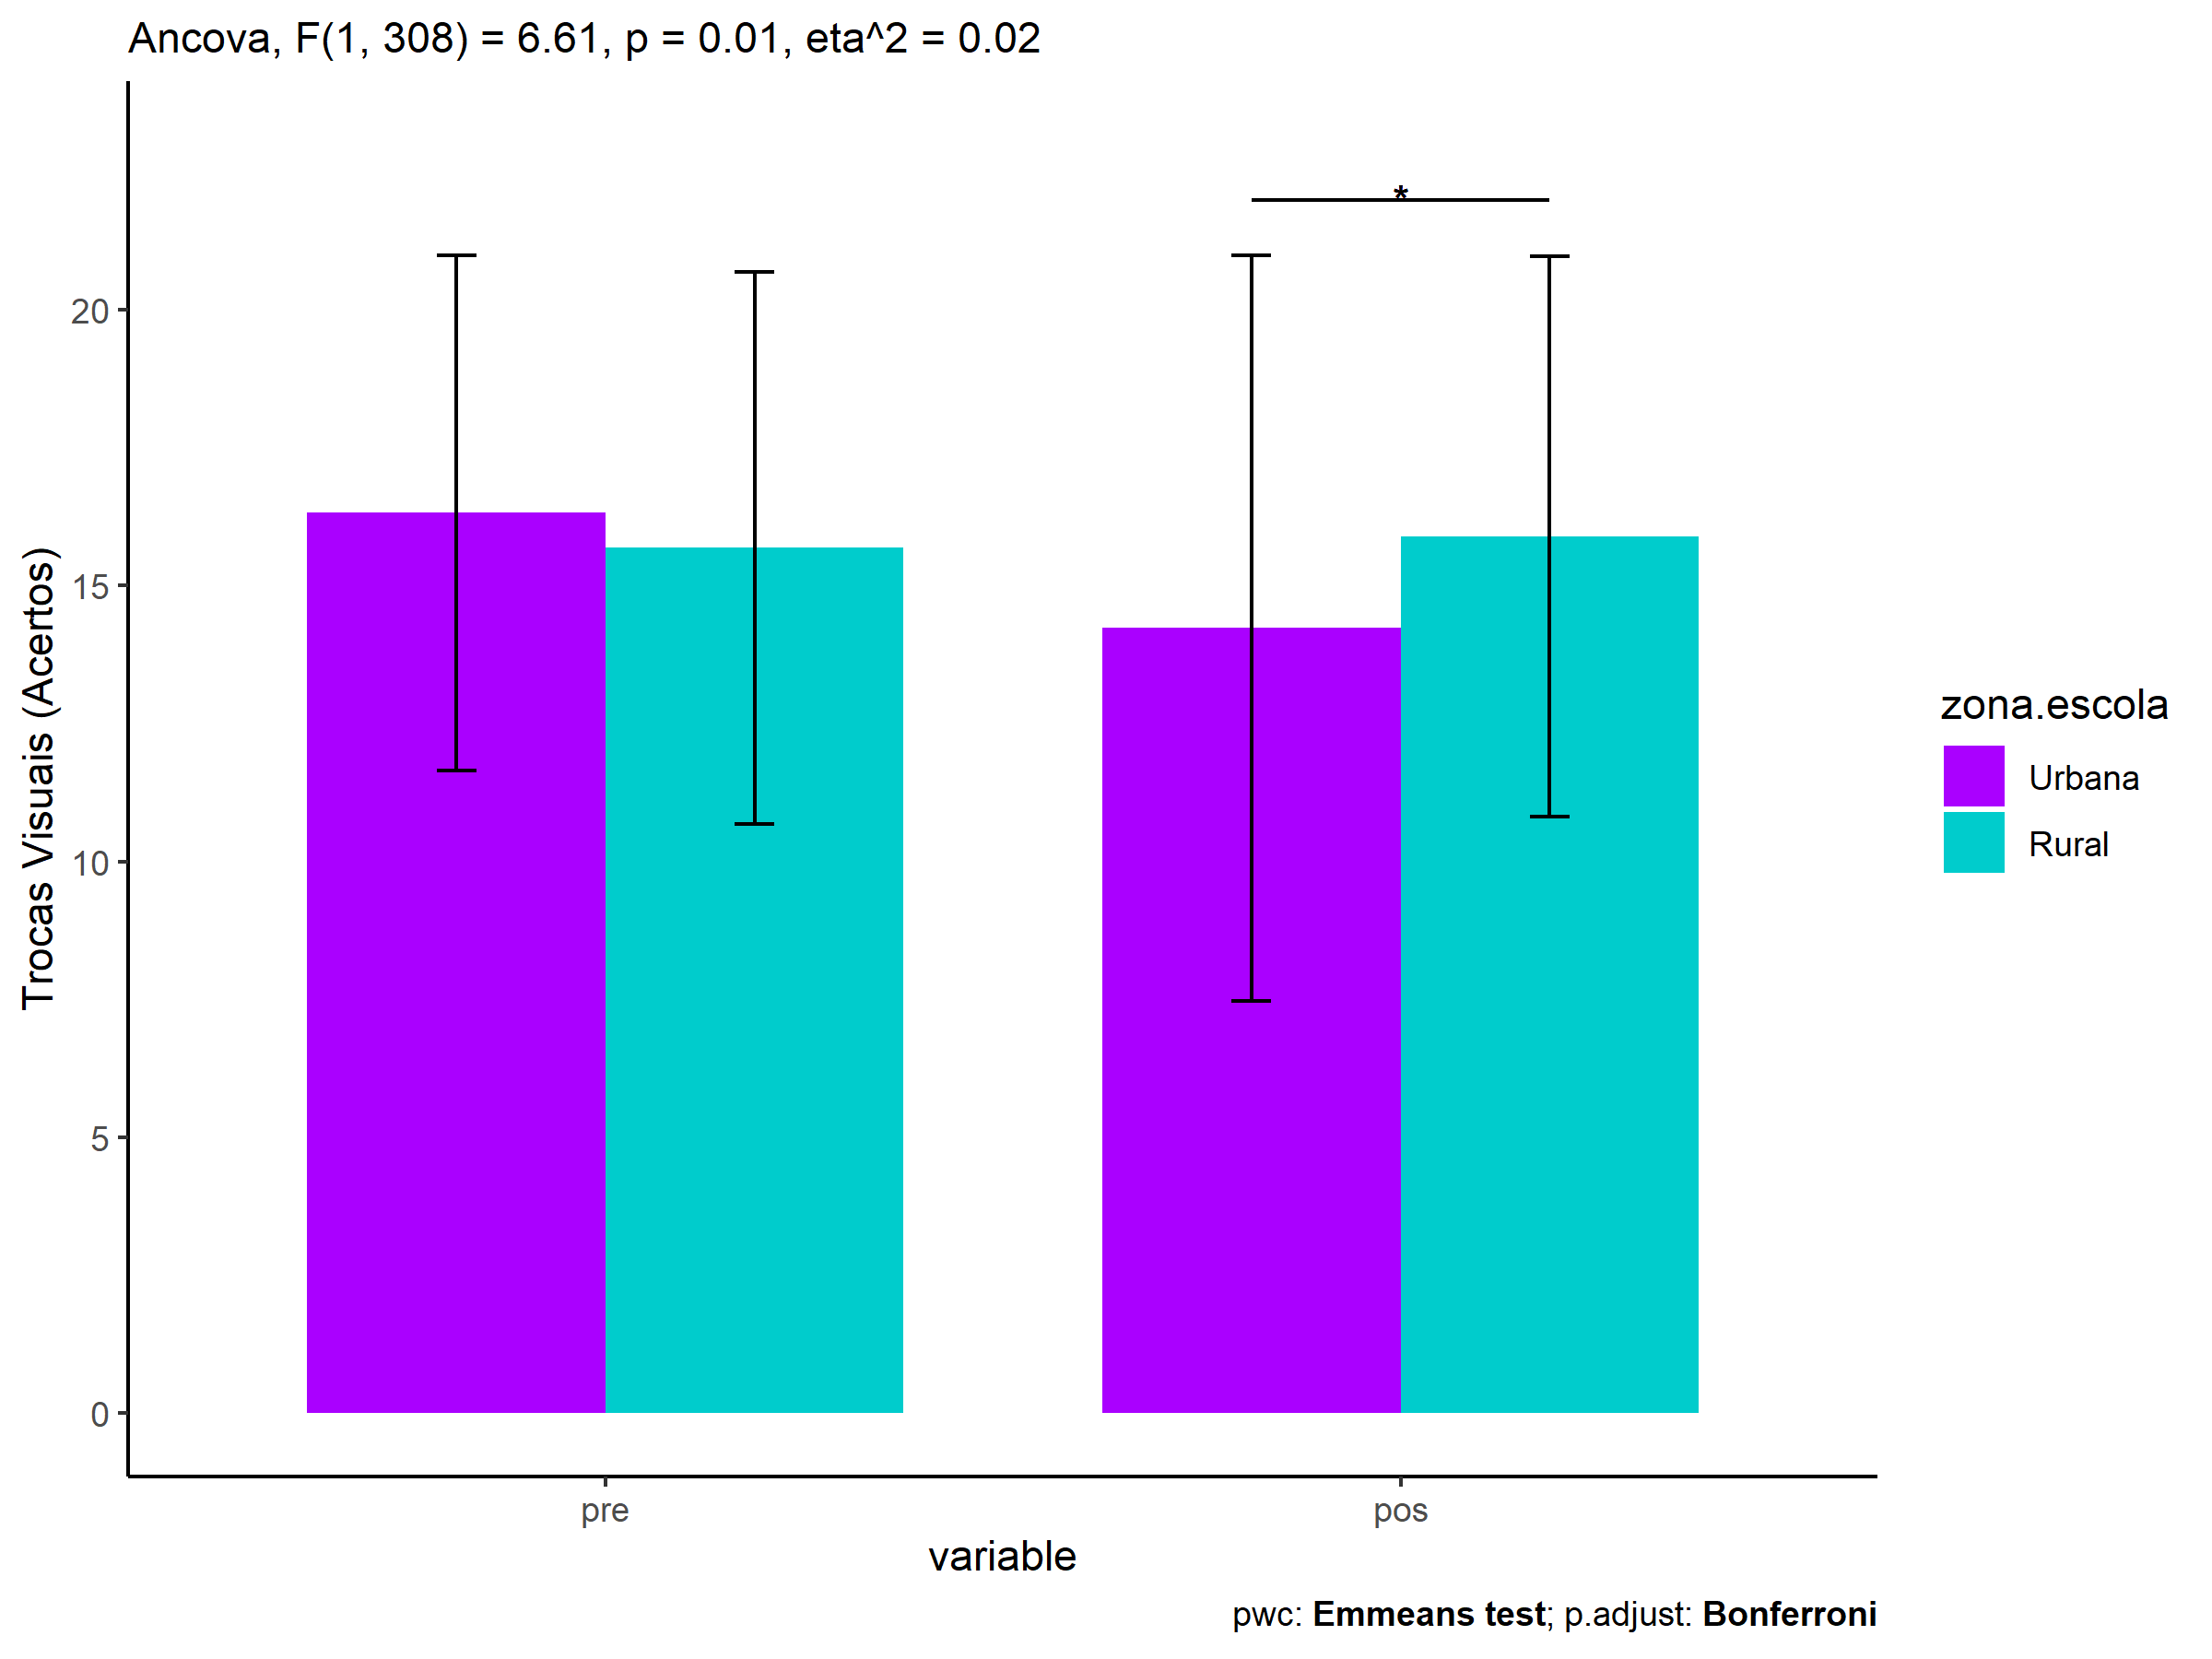 Ancova, F(1, 308) = 6.61, p = 0.01, eta^2 = 0.02
*
20
15
10
5
0
Trocas Visuais (Acertos)
pre
pos
variable
zona.escola
Urbana
Rural
pwc: Emmeans test; p.adjust: Bonferroni